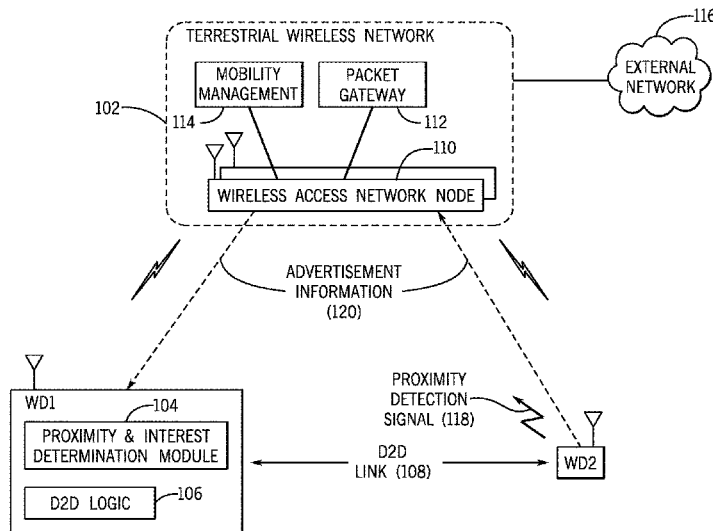 TERRESTRIAL WIRELESS NETWORK
116
EXTERNAL
NETWORK
MOBILITY
MANAGEMENT
PACKET
GATEWAY
102
114
112
110
WIRELESS ACCESS NETWORK NODE
ADVERTISEMENT
INFORMATION
(120)
WD1
104
PROXIMITY & INTEREST
DETERMINATION MODULE
106
D2D LOGIC
PROXIMITY
DETECTION
SIGNAL (118)
D2D
LINK (108)
WD2